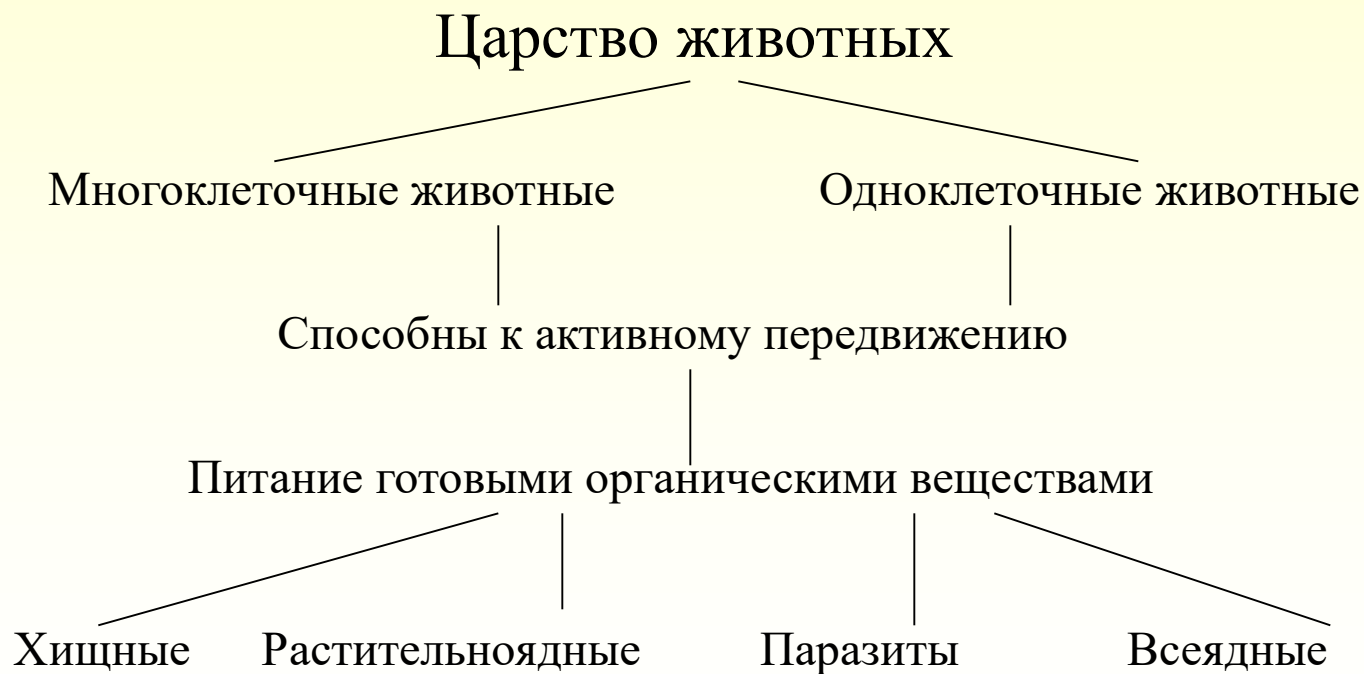 Царство животных
Многоклеточные животные
Одноклеточные животные
Способны к активному передвижению
Питание готовыми органическими веществами
Хищные
Растительноядные
Паразиты
Всеядные